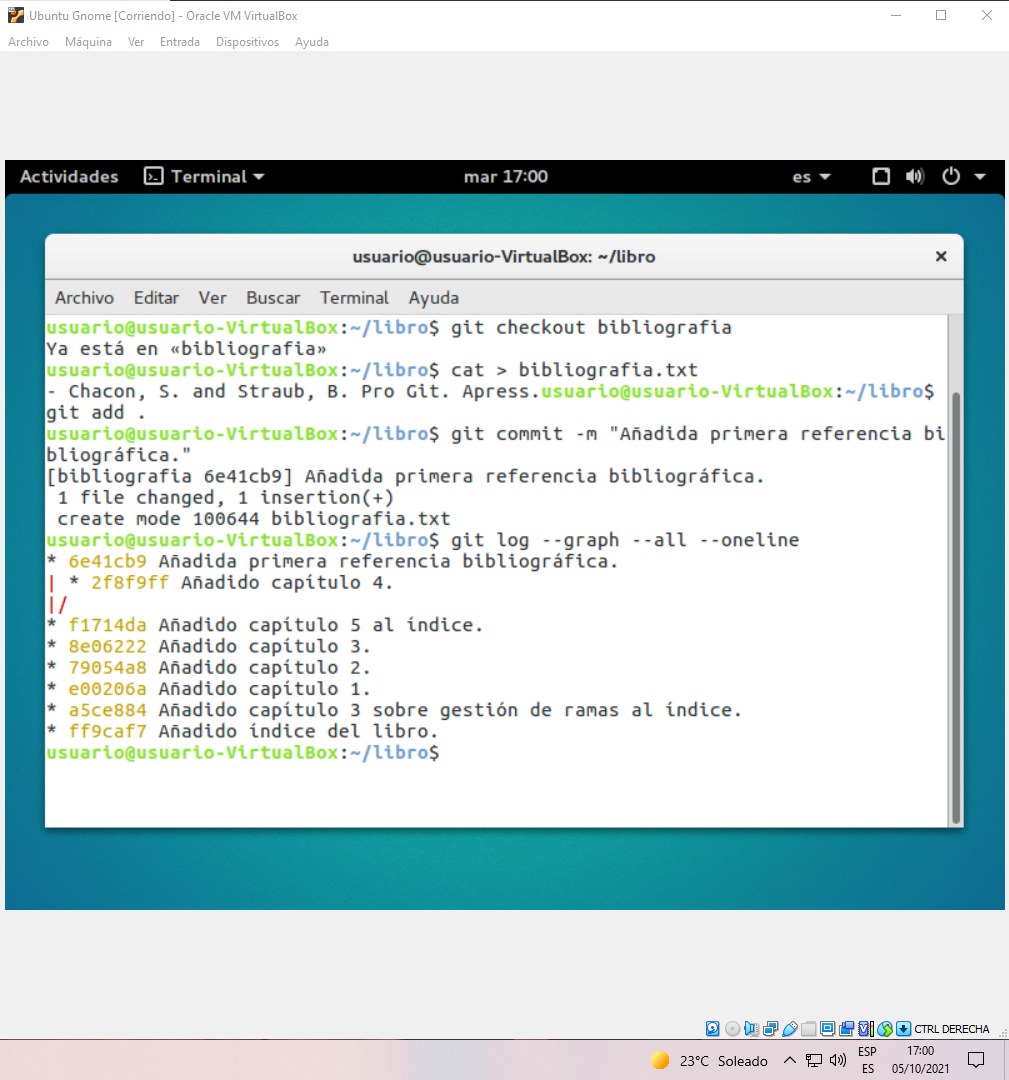 Ubuntu Gnome [Corriendo] - Oracle VM VirtualBox
Archivo Máquina Ver Entrada Dispositivos Ayuda
Actividades Terminal mar 17:00 es
usuario@usuario-VirtualBox: ~/libro
Archivo Editar Ver Buscar Terminal Ayuda
usuario@usuario-VirtualBox:~/libro$ git checkout bibliografia
Ya está en «bibliografia»
usuario@usuario-VirtualBox:~/libro$ cat > bibliografia.txt
- Chacon, S. and Straub, B. Pro Git. Apress.usuario@usuario-VirtualBox:~/libro$
git add .
usuario@usuario-VirtualBox:~/libro$ git commit -m "Añadida primera referencia bi
bliográfica."
[bibliografia 6e41cb9] Añadida primera referencia bibliográfica.
 1 file changed, 1 insertion(+)
 create mode 100644 bibliografia.txt
usuario@usuario-VirtualBox:~/libro$ git log --graph --all --oneline
* 6e41cb9 Añadida primera referencia bibliográfica.
| * 2f8f9ff Añadido capítulo 4.
|/
* f1714da Añadido capítulo 5 al índice.
* 8e06222 Añadido capítulo 3.
* 79054a8 Añadido capítulo 2.
* e00206a Añadido capítulo 1.
* a5ce884 Añadido capítulo 3 sobre gestión de ramas al índice.
* ff9caf7 Añadido índice del libro.
usuario@usuario-VirtualBox:~/libro$
CTRL DERECHA
23°C Soleado
ESP
ES
17:00
05/10/2021